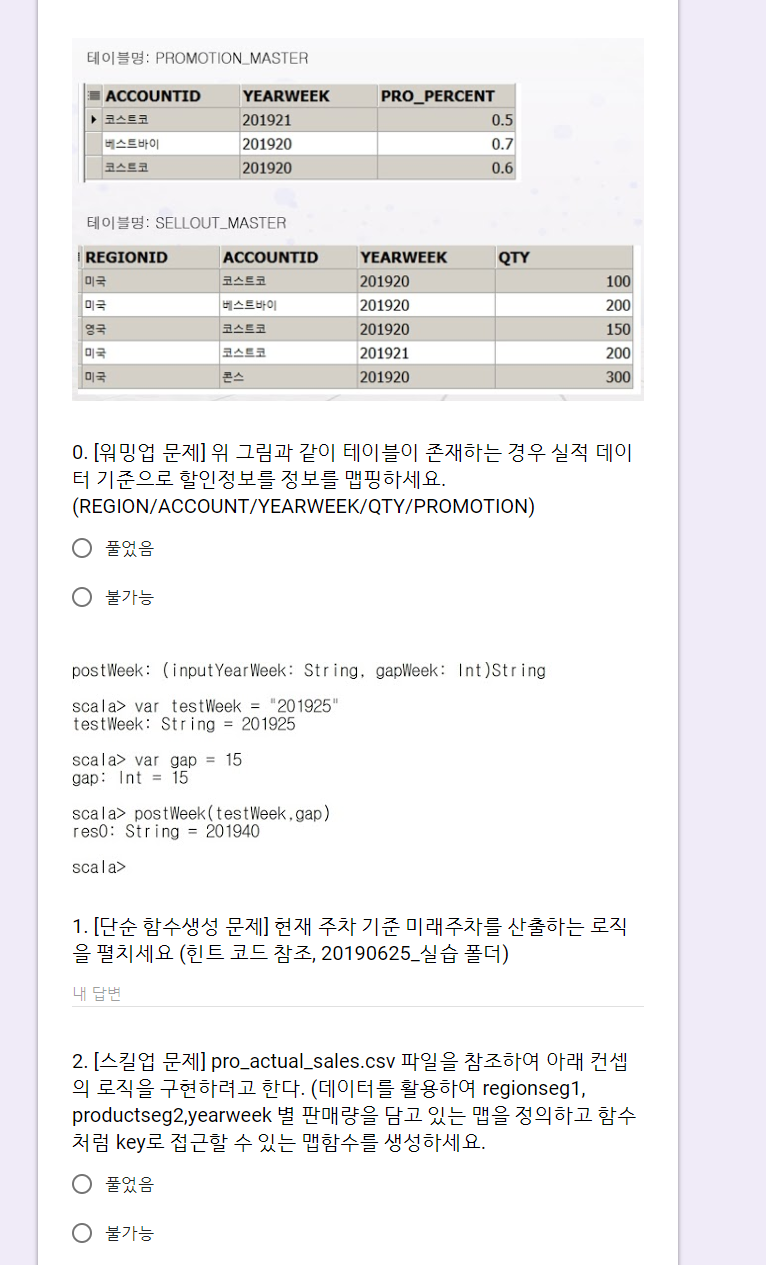 테이블명: PROMOTION_MASTER
ACCOUNTID YEARWEEK PRO_PERCENT
코스트코 201921 0.5
베스트바이 201920 0.7
코스트코 201920 0.6
테이블명: SELLOUT_MASTER
REGIONID ACCOUNTID YEARWEEK QTY
미국 코스트코 201920 100
미국 베스트바이 201920 200
영국 코스트코 201920 150
미국 코스트코 201921 200
미국 콘스 201920 300
0. [워밍업 문제] 위 그림과 같이 테이블이 존재하는 경우 실적 데이
터 기준으로 할인정보를 정보를 맵핑하세요.
(REGION/ACCOUNT/YEARWEEK/QTY/PROMOTION)
풀었음
불가능
postWeek: (inputYearWeek: String, gapWeek: Int)String
scala> var testWeek = "201925"
testWeek: String = 201925
scala> var gap = 15
gap: Int = 15
scala> postWeek(testWeek,gap)
res0: String = 201940
scala>
1. [단순 함수생성 문제] 현재 주차 기준 미래주차를 산출하는 로직
을 펼치세요 (힌트 코드 참조, 20190625_실습 폴더)
내 답변
2. [스킬업 문제] pro_actual_sales.csv 파일을 참조하여 아래 컨셉
의 로직을 구현하려고 한다. (데이터를 활용하여 regionseg1,
productseg2,yearweek 별 판매량을 담고 있는 맵을 정의하고 함수
처럼 key로 접근할 수 있는 맵함수를 생성하세요.
풀었음
불가능